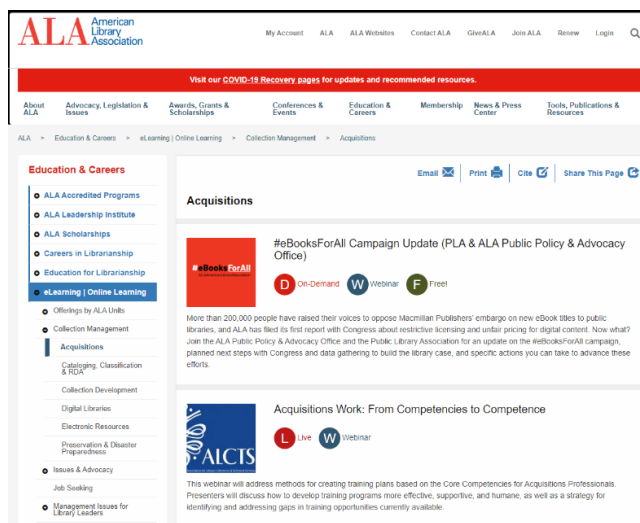 ALA American
Library
Association
My Account ALA ALA Websites Contact ALA GiveALA Join ALA Renew Login
Visit our COVID-19 Recovery pages for updates and recommended resources.
About ALA
Advocacy, Legislation & Issues
Awards, Grants & Scholarships
Conferences & Events
Education & Careers
Membership
News & Press Center
Tools, Publications & Resources
ALA > Education & Careers > eLearning | Online Learning > Collection Management > Acquisitions
Education & Careers
ALA Accredited Programs
ALA Leadership Institute
ALA Scholarships
Careers in Librarianship
Education for Librarianship
eLearning | Online Learning
Offerings by ALA Units
Collection Management
Acquisitions
Cataloging, Classification
& RDA
Collection Development
Digital Libraries
Electronic Resources
Preservation & Disaster
Preparedness
Issues & Advocacy
Job Seeking
Management Issues for
Library Leaders
Email Print Cite Share This Page
Acquisitions
#eBooksForAll
#eBooksForAll Campaign Update (PLA & ALA Public Policy & Advocacy
Office)
D On-Demand W Webinar F Free!
More than 200,000 people have raised their voices to oppose Macmillan Publishers' embargo on new eBook titles to public
libraries, and ALA has filed its first report with Congress about restrictive licensing and unfair pricing for digital content. Now what?
Join the ALA Public Policy & Advocacy Office and the Public Library Association for an update on the #eBooksForAll campaign,
planned next steps with Congress and data gathering to build the library case, and specific actions you can take to advance these
efforts.
ALCTS
Acquisitions Work: From Competencies to Competence
L Live W Webinar
This webinar will address methods for creating training plans based on the Core Competencies for Acquisitions Professionals.
Presenters will discuss how to develop training programs more effective, supportive, and humane, as well as a strategy for
identifying and addressing gaps in training opportunities currently available.